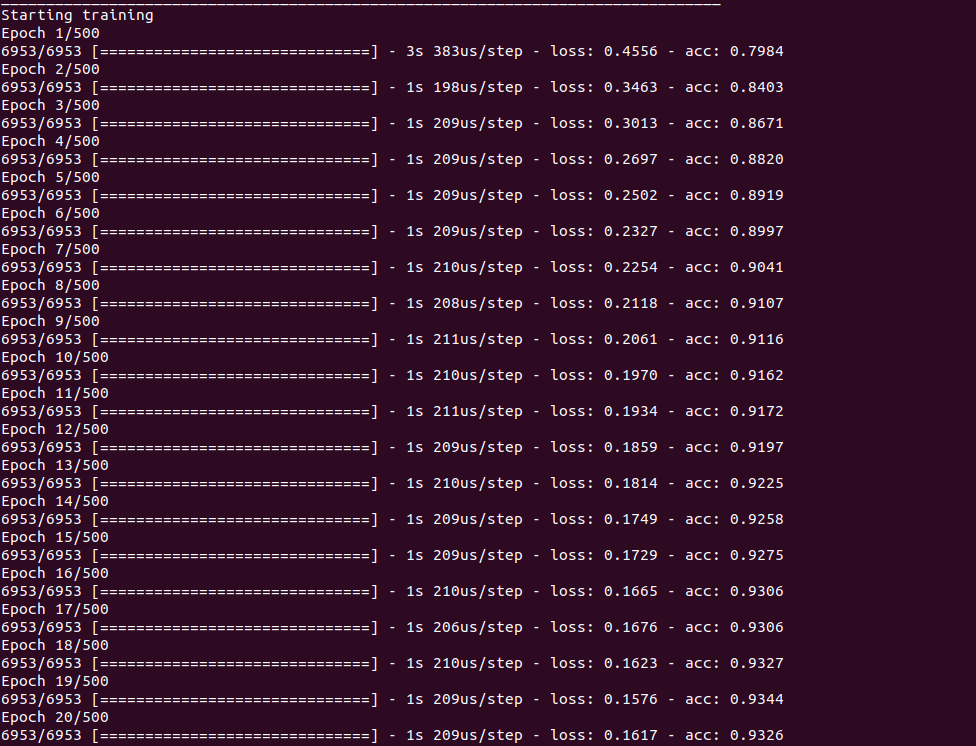 Starting training
Epoch 1/500
6953/6953 [==============================] - 3s 383us/step - loss: 0.4556 - acc: 0.7984
Epoch 2/500
6953/6953 [==============================] - 1s 198us/step - loss: 0.3463 - acc: 0.8403
Epoch 3/500
6953/6953 [==============================] - 1s 209us/step - loss: 0.3013 - acc: 0.8671
Epoch 4/500
6953/6953 [==============================] - 1s 209us/step - loss: 0.2697 - acc: 0.8820
Epoch 5/500
6953/6953 [==============================] - 1s 209us/step - loss: 0.2502 - acc: 0.8919
Epoch 6/500
6953/6953 [==============================] - 1s 209us/step - loss: 0.2327 - acc: 0.8997
Epoch 7/500
6953/6953 [==============================] - 1s 210us/step - loss: 0.2254 - acc: 0.9041
Epoch 8/500
6953/6953 [==============================] - 1s 208us/step - loss: 0.2118 - acc: 0.9107
Epoch 9/500
6953/6953 [==============================] - 1s 211us/step - loss: 0.2061 - acc: 0.9116
Epoch 10/500
6953/6953 [==============================] - 1s 210us/step - loss: 0.1970 - acc: 0.9162
Epoch 11/500
6953/6953 [==============================] - 1s 211us/step - loss: 0.1934 - acc: 0.9172
Epoch 12/500
6953/6953 [==============================] - 1s 209us/step - loss: 0.1859 - acc: 0.9197
Epoch 13/500
6953/6953 [==============================] - 1s 210us/step - loss: 0.1814 - acc: 0.9225
Epoch 14/500
6953/6953 [==============================] - 1s 209us/step - loss: 0.1749 - acc: 0.9258
Epoch 15/500
6953/6953 [==============================] - 1s 209us/step - loss: 0.1729 - acc: 0.9275
Epoch 16/500
6953/6953 [==============================] - 1s 210us/step - loss: 0.1665 - acc: 0.9306
Epoch 17/500
6953/6953 [==============================] - 1s 206us/step - loss: 0.1676 - acc: 0.9306
Epoch 18/500
6953/6953 [==============================] - 1s 210us/step - loss: 0.1623 - acc: 0.9327
Epoch 19/500
6953/6953 [==============================] - 1s 209us/step - loss: 0.1576 - acc: 0.9344
Epoch 20/500
6953/6953 [==============================] - 1s 209us/step - loss: 0.1617 - acc: 0.9326